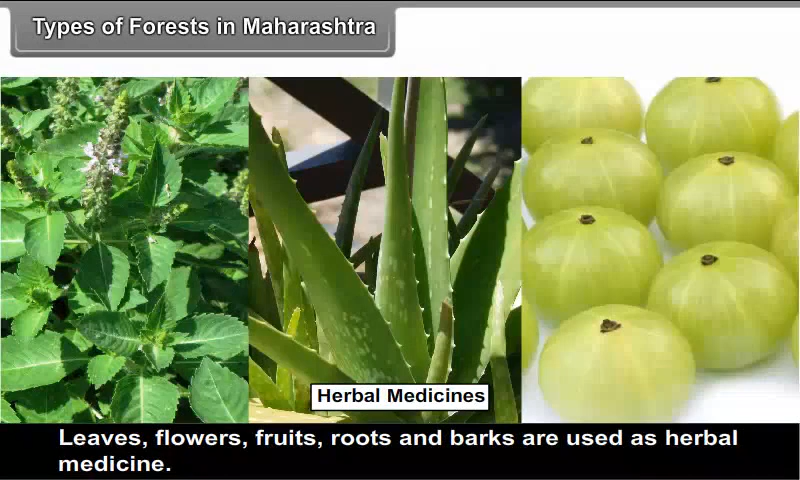 Types of Forests in Maharashtra
Herbal Medicines
Leaves, flowers, fruits, roots and barks are used as herbal
medicine.